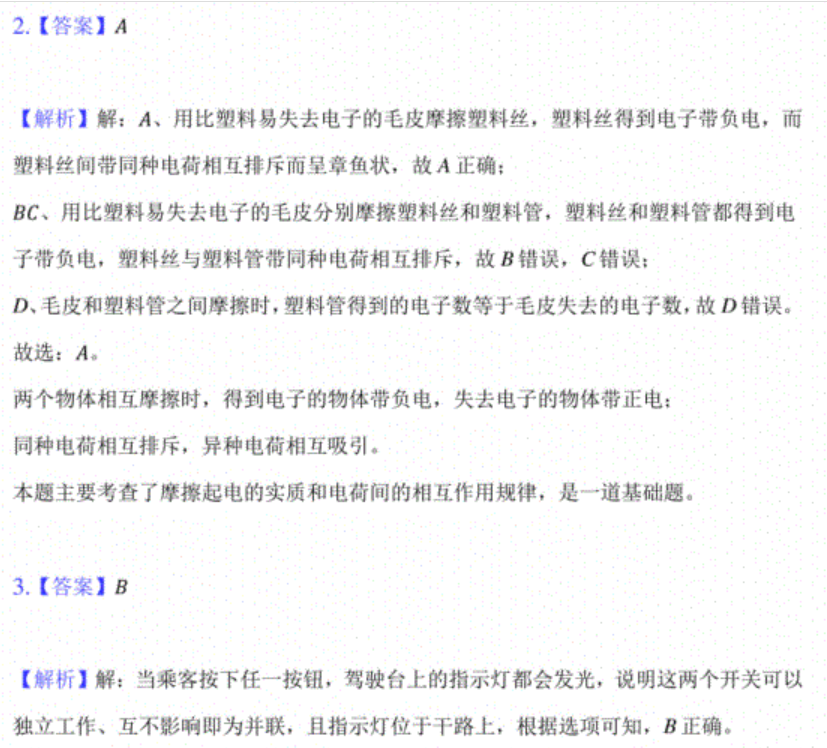 2.【答案】A
【解析】解：A、用比塑料易失去电子的毛皮摩擦塑料丝，塑料丝得到电子带负电，而
塑料丝间带同种电荷相互排斥而呈章鱼状，故 A 正确；
BC、用比塑料易失去电子的毛皮分别摩擦塑料丝和塑料管，塑料丝和塑料管都得到电
子带负电，塑料丝与塑料管带同种电荷相互排斥，故 B 错误，C 错误；
D、毛皮和塑料管之间摩擦时，塑料管得到的电子数等于毛皮失去的电子数，故 D 错误。
故选：A。
两个物体相互摩擦时，得到电子的物体带负电，失去电子的物体带正电；
同种电荷相互排斥，异种电荷相互吸引。
本题主要考查了摩擦起电的实质和电荷间的相互作用规律，是一道基础题。
3.【答案】B
【解析】解：当乘客按下任一按钮，驾驶台上的指示灯都会发光，说明这两个开关可以
独立工作、互不影响即为并联，且指示灯位于干路上，根据选项可知，B 正确。